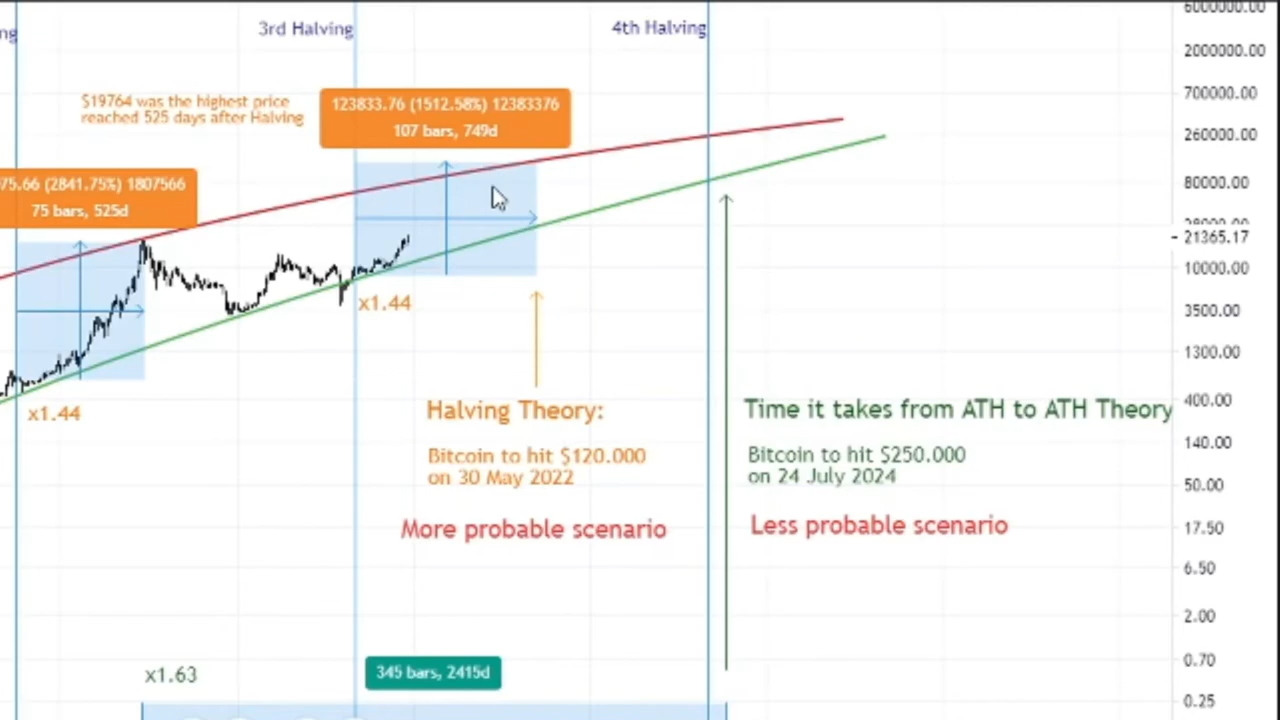 3rd Halving
4th Halving
6000000.00
2000000.00
700000.00
260000.00
80000.00
21365.17
10000.00
3500.00
1300.00
400.00
140.00
50.00
17.50
6.50
2.00
0.70
0.25
$19764 was the highest price
reached 525 days after Halving
123833.76 (1512.58%) 12383376
107 bars, 749d
75.66 (2841.75%) 1807566
75 bars, 525d
x1.44
x1.44
Halving Theory:
Bitcoin to hit $120.000
on 30 May 2022
More probable scenario
Time it takes from ATH to ATH Theory
Bitcoin to hit $250.000
on 24 July 2024
Less probable scenario
x1.63
345 bars, 2415d